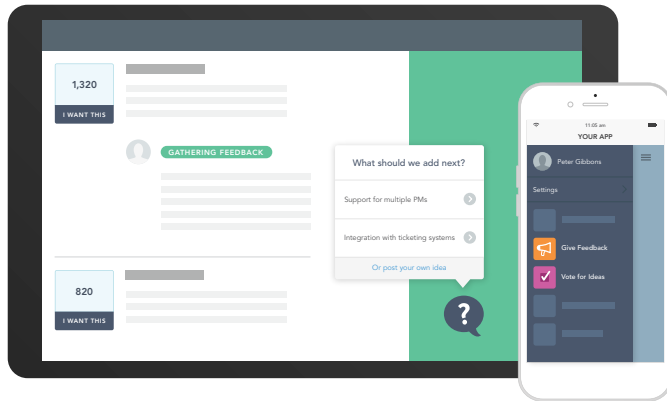 1,320
I WANT THIS
GATHERING FEEDBACK
What should we add next?
Support for multiple PMs
Integration with ticketing systems
Or post your own idea
?
820
I WANT THIS
11:05 am
YOUR APP
Peter Gibbons
Settings
Give Feedback
Vote for Ideas